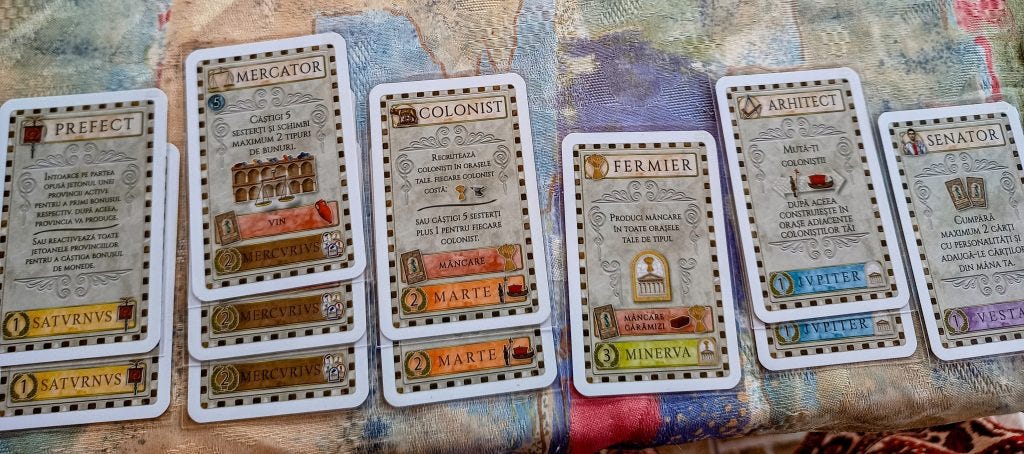 PREFECT
ÎNTOARCE PE PARTEA
OPUSĂ JETONUL UNEI
PROVINCII ACTIVE
PENTRU A PRIMI BONUSUL
RESPECTIV. DUPĂ ACEEA,
PROVINCIA VA PRODUCE.
SAU REACTIVEAZĂ TOATE
JETOANELE PROVINCIILOR
PENTRU A CÂȘTIGA BONUSUL
DE MONEDE.
1 SATVRNVS
1 SATVRNVS
MERCATOR
5
CÂȘTIGI 5
SESTERȚI ȘI SCHIMBI
MAXIMUM 2 TIPURI
DE BUNURI.
VIN
2 MERCVRIVS
2 MERCVRIVS
2 MERCVRIVS
COLONIST
RECRUTEAZĂ
COLONIȘTI ÎN ORAȘELE
TALE. FIECARE COLONIST
COSTĂ:
SAU CÂȘTIGI 5 SESTERȚI
PLUS 1 PENTRU FIECARE
COLONIST.
MÂNCARE
2 MARTE
2 MARTE
FERMIER
PRODUCI MÂNCARE
ÎN TOATE ORAȘELE
TALE DE TIPUL
MÂNCARE
CĂRĂMIZI
3 MINERVA
ARHITECT
MUTĂ-ȚI
COLONIȘTII
DUPĂ ACEEA
CONSTRUIEȘTE ÎN
ORAȘE ADIACENTE
COLONIȘTILOR TĂI
1 JVPITER
1 JVPITER
SENATOR
CUMPĂRĂ
MAXIMUM 2 CĂRȚI
CU PERSONALITĂȚI ȘI
ADAUGĂ-LE CĂRȚILOR
DIN MÂNA TA.
1 VESTA